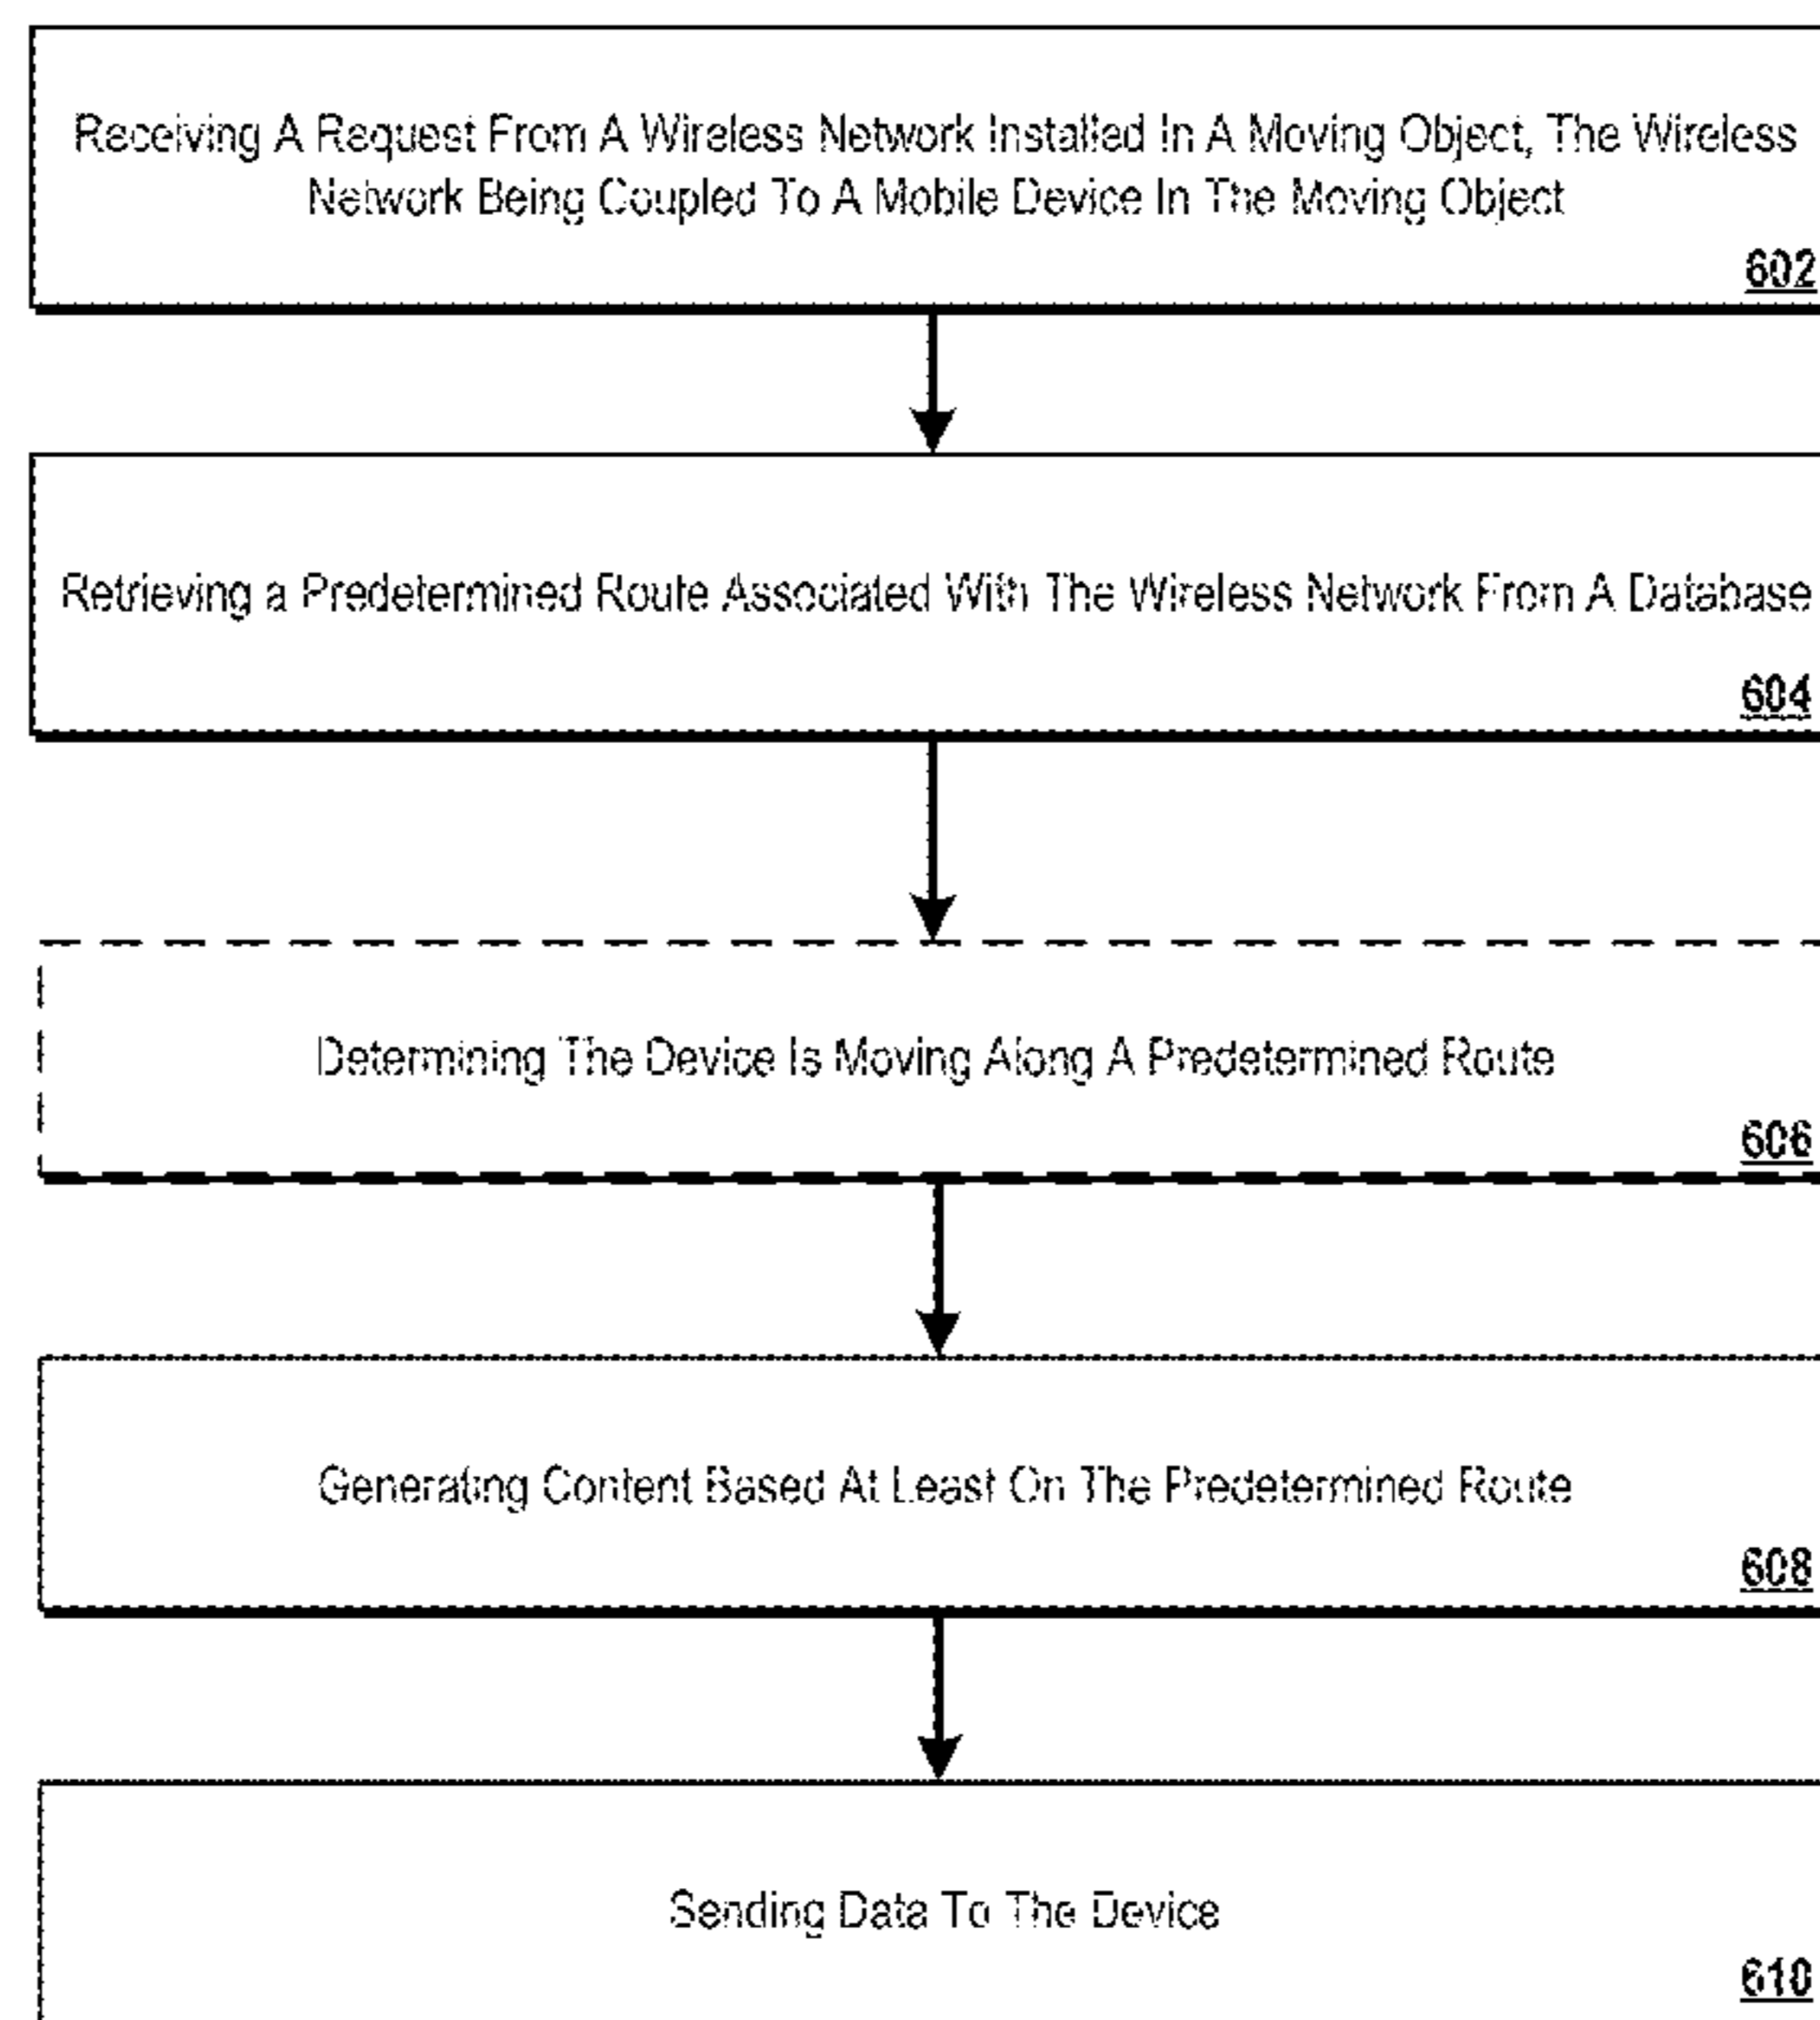 Receiving A Request From A Wireless Network Installed In A Moving Object, The Wireless
Network Being Coupled To A Mobile Device In The Moving Object
602
Retrieving a Predetermined Route Associated With The Wireless Network From A Database
604
Determining The Device Is Moving Along A Predetermined Route
606
Generating Content Based At Least On The Predetermined Route
608
Sending Data To The Device
610